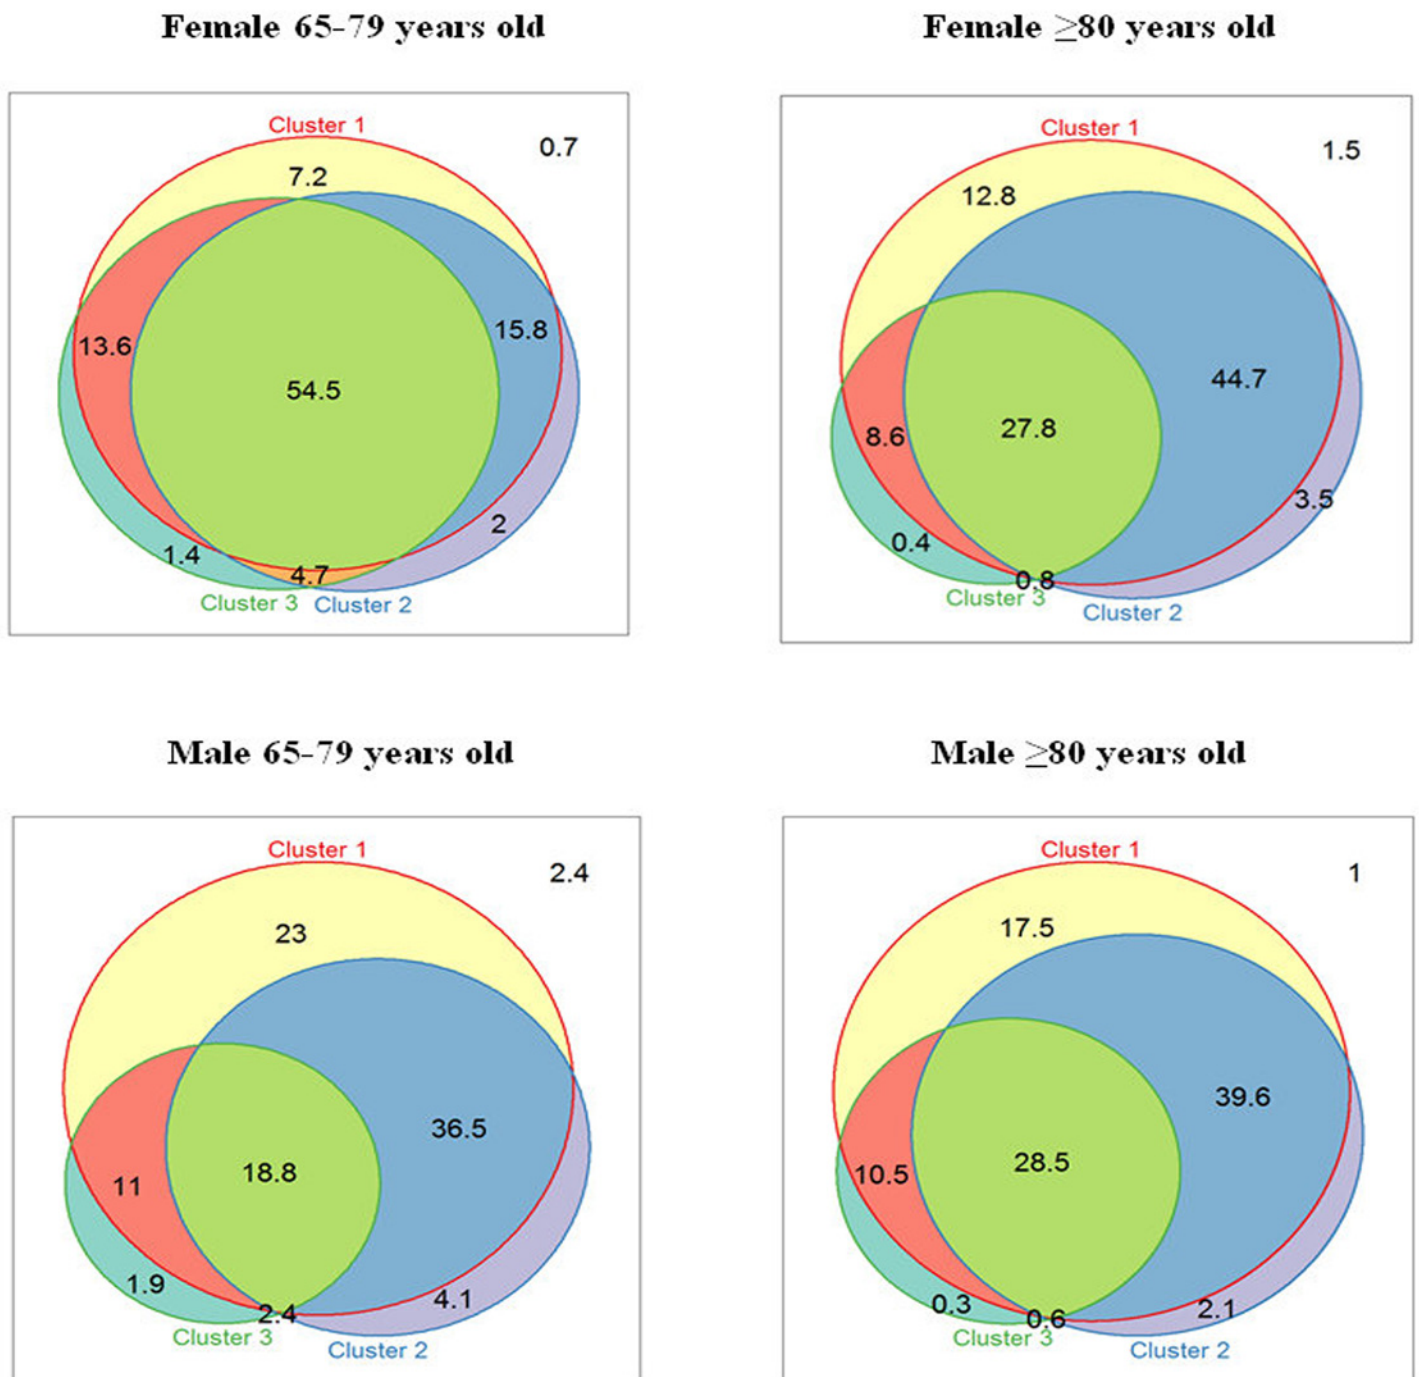 Female 65-79 years old
Female ≥80 years old
Cluster 1
0.7
7.2
13.6
15.8
54.5
2
1.4
4.7
Cluster 3
Cluster 2
Cluster 1
1.5
12.8
44.7
8.6
27.8
3.5
0.4
0.8
Cluster 3
Cluster 2
Male 65-79 years old
Male ≥80 years old
Cluster 1
2.4
23
36.5
11
18.8
1.9
4.1
2.4
Cluster 3
Cluster 2
Cluster 1
1
17.5
39.6
10.5
28.5
0.3
2.1
0.6
Cluster 3
Cluster 2